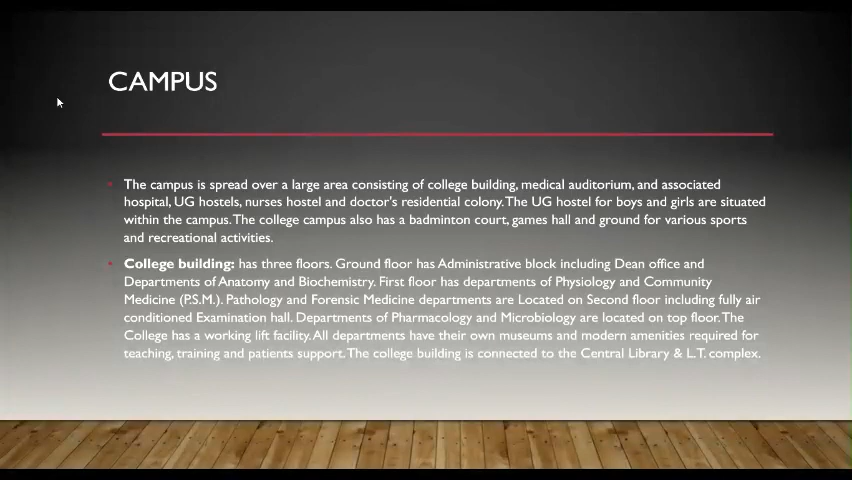 CAMPUS
• The campus is spread over a large area consisting of college building, medical auditorium, and associated
hospital, UG hostels, nurses hostel and doctor's residential colony. The UG hostel for boys and girls are situated
within the campus. The college campus also has a badminton court, games hall and ground for various sports
and recreational activities.
• College building: has three floors. Ground floor has Administrative block including Dean office and
Departments of Anatomy and Biochemistry. First floor has departments of Physiology and Community
Medicine (P.S.M.). Pathology and Forensic Medicine departments are Located on Second floor including fully air
conditioned Examination hall. Departments of Pharmacology and Microbiology are located on top floor. The
College has a working lift facility. All departments have their own museums and modern amenities required for
teaching, training and patients support. The college building is connected to the Central Library & L.T. complex.